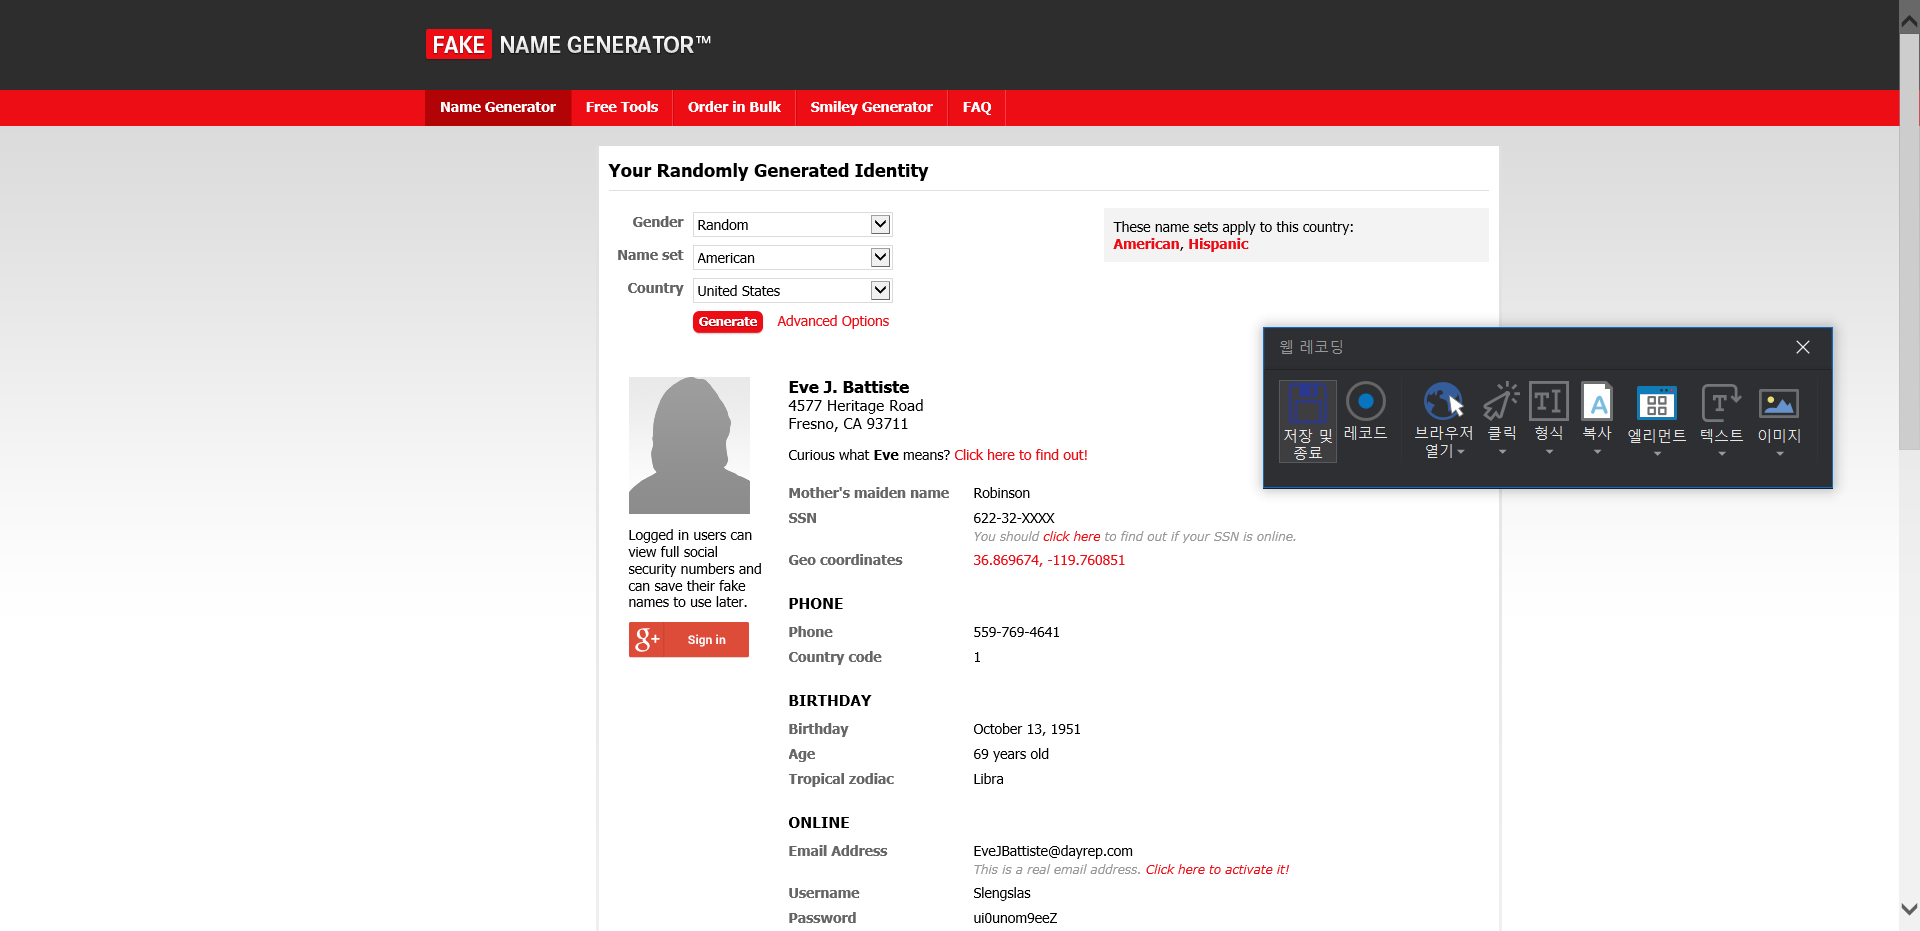 FAKE NAME GENERATOR™
Name Generator Free Tools Order in Bulk Smiley Generator FAQ
Your Randomly Generated Identity
Gender Random
Name set American
Country United States
Generate Advanced Options
These name sets apply to this country:
American, Hispanic
웹 레코딩
저장 및 종료
레코드
브라우저 열기
클릭
형식
복사
엘리먼트
텍스트
이미지
Eve J. Battiste
4577 Heritage Road
Fresno, CA 93711
Curious what Eve means? Click here to find out!
Mother's maiden name Robinson
SSN 622-32-XXXX
You should click here to find out if your SSN is online.
Geo coordinates 36.869674, -119.760851
Logged in users can
view full social
security numbers and
can save their fake
names to use later.
g+ Sign in
PHONE
Phone 559-769-4641
Country code 1
BIRTHDAY
Birthday October 13, 1951
Age 69 years old
Tropical zodiac Libra
ONLINE
Email Address EveJBattiste@dayrep.com
This is a real email address. Click here to activate it!
Username Slengslas
Password ui0unom9eeZ